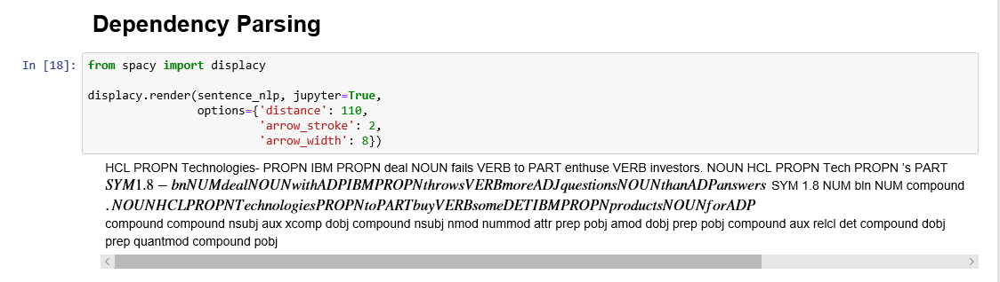 Dependency Parsing
In [18]: from spacy import displacy
displacy.render(sentence_nlp, jupyter=True,
options={'distance': 110,
'arrow_stroke': 2,
'arrow_width': 8})
HCL PROPN Technologies- PROPN IBM PROPN deal NOUN fails VERB to PART enthuse VERB investors. NOUN HCL PROPN Tech PROPN 's PART
SYM1.8 − bnNUMdealNOUNwithADPIBMPROPNthrowsVERBmoreADJquestionsNOUNthanADPanswers SYM 1.8 NUM bln NUM compound
. NOUNHCLPROPNTechnologiesPROPNtoPARTbuyVERBsomeDETIBMPROPNproductsNOUNforADP
compound compound nsubj aux xcomp dobj compound nsubj nmod nummod attr prep pobj amod dobj prep pobj compound aux relcl det compound dobj
prep quantmod compound pobj